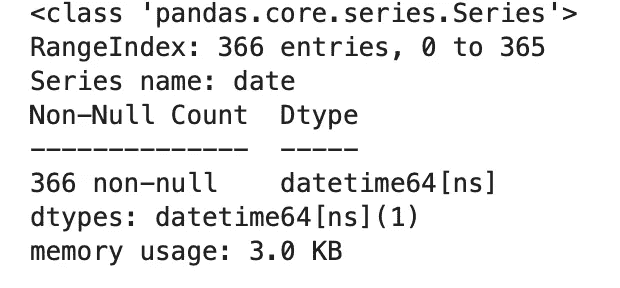 <class 'pandas.core.series.Series'>
RangeIndex: 366 entries, 0 to 365
Series name: date
Non-Null Count  Dtype
--------------  -----
366 non-null    datetime64[ns]
dtypes: datetime64[ns](1)
memory usage: 3.0 KB